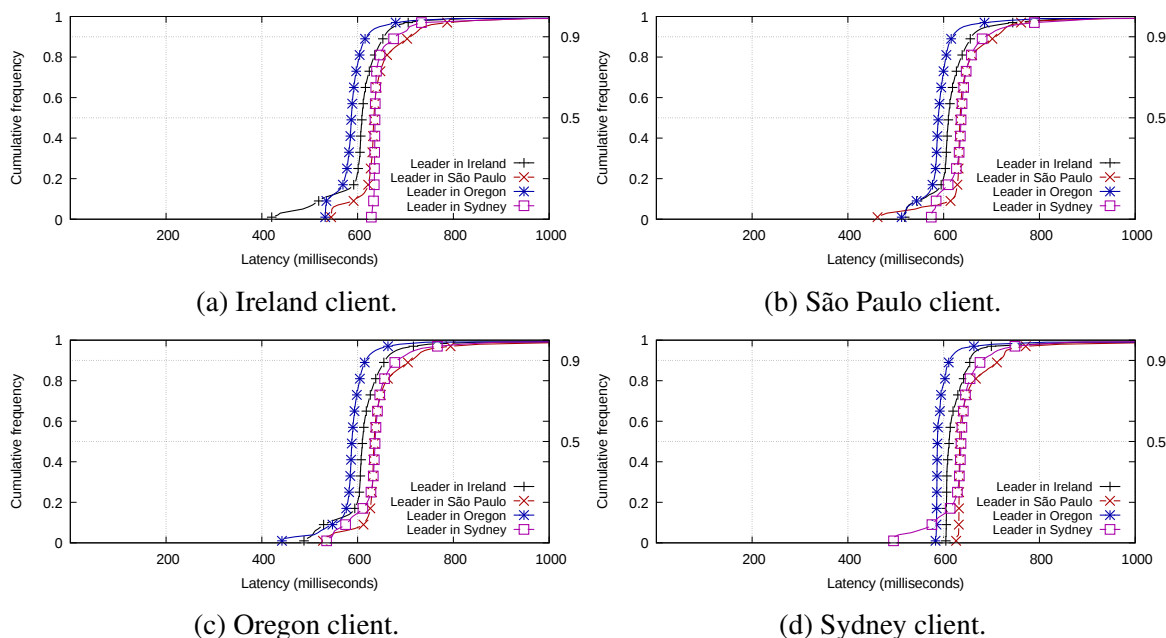 1
0.8
0.6
0.4
0.2
0
Cumulative frequency
0.9
0.5
Leader in Ireland
Leader in São Paulo
Leader in Oregon
Leader in Sydney
200 400 600 800 1000
Latency (milliseconds)
(a) Ireland client.
1
0.8
0.6
0.4
0.2
0
Cumulative frequency
0.9
0.5
Leader in Ireland
Leader in São Paulo
Leader in Oregon
Leader in Sydney
200 400 600 800 1000
Latency (milliseconds)
(b) São Paulo client.
1
0.8
0.6
0.4
0.2
0
Cumulative frequency
0.9
0.5
Leader in Ireland
Leader in São Paulo
Leader in Oregon
Leader in Sydney
200 400 600 800 1000
Latency (milliseconds)
(c) Oregon client.
1
0.8
0.6
0.4
0.2
0
Cumulative frequency
0.9
0.5
Leader in Ireland
Leader in São Paulo
Leader in Oregon
Leader in Sydney
200 400 600 800 1000
Latency (milliseconds)
(d) Sydney client.